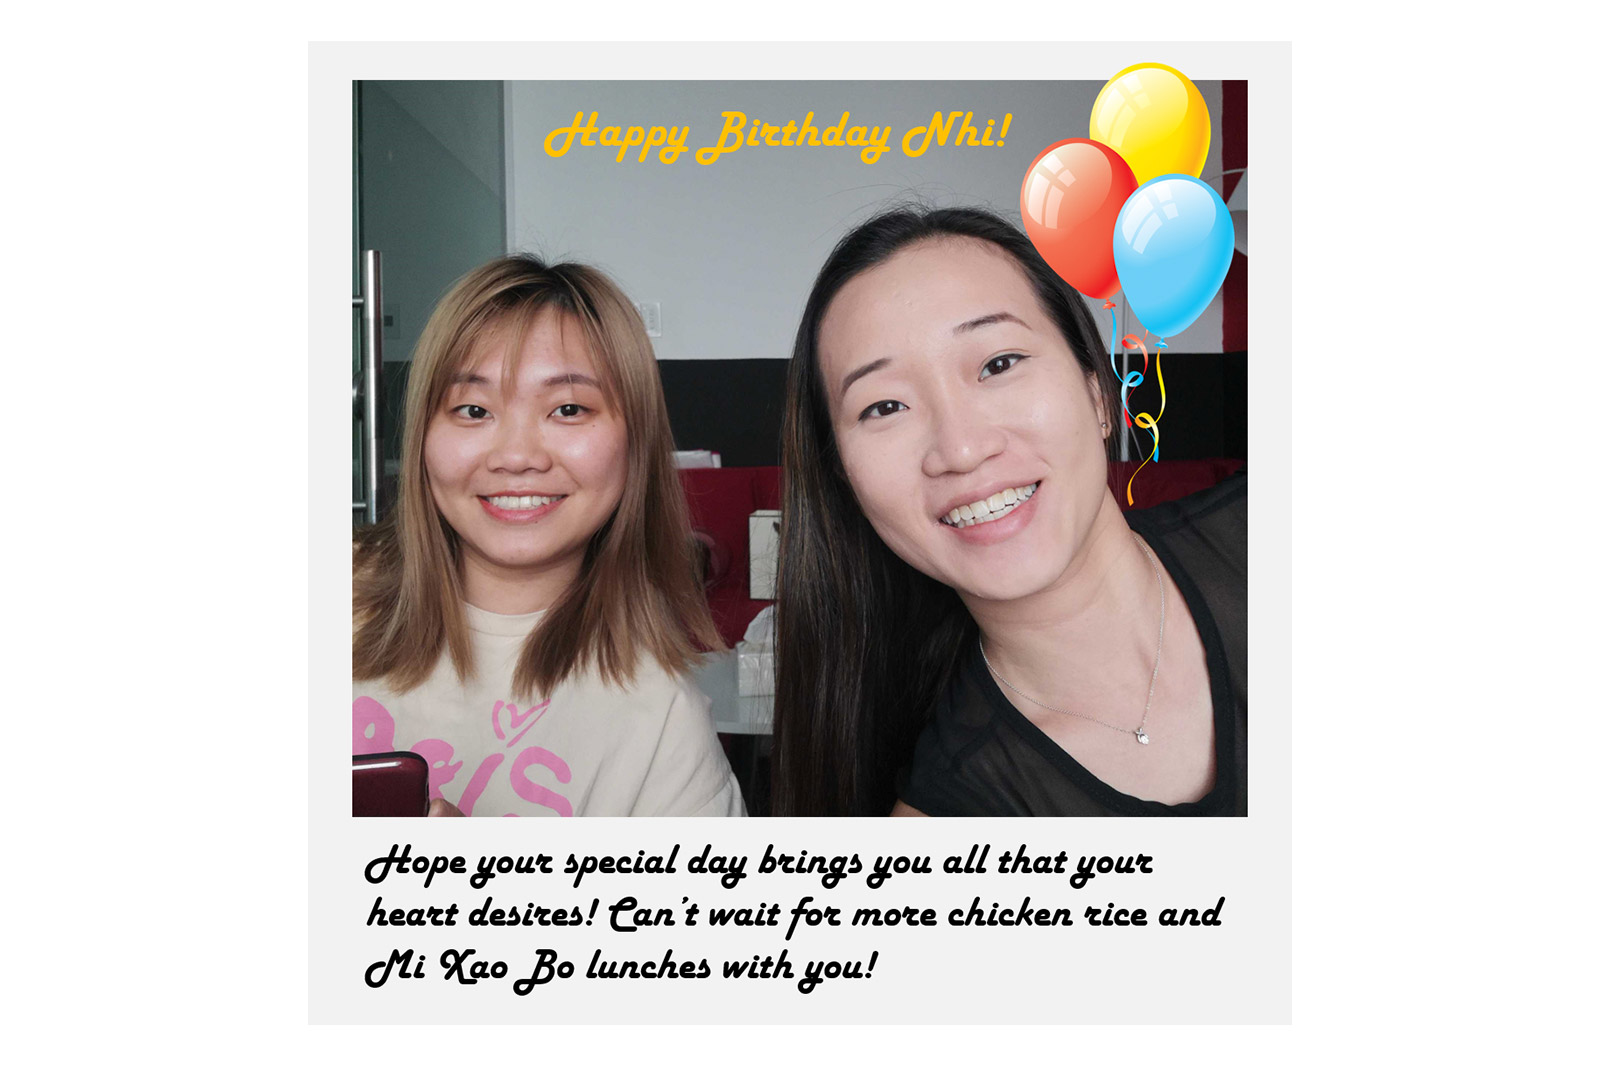 Happy Birthday Nhi!
Hope your special day brings you all that your
heart desires! Can't wait for more chicken rice and
Mi Xao Bo lunches with you!